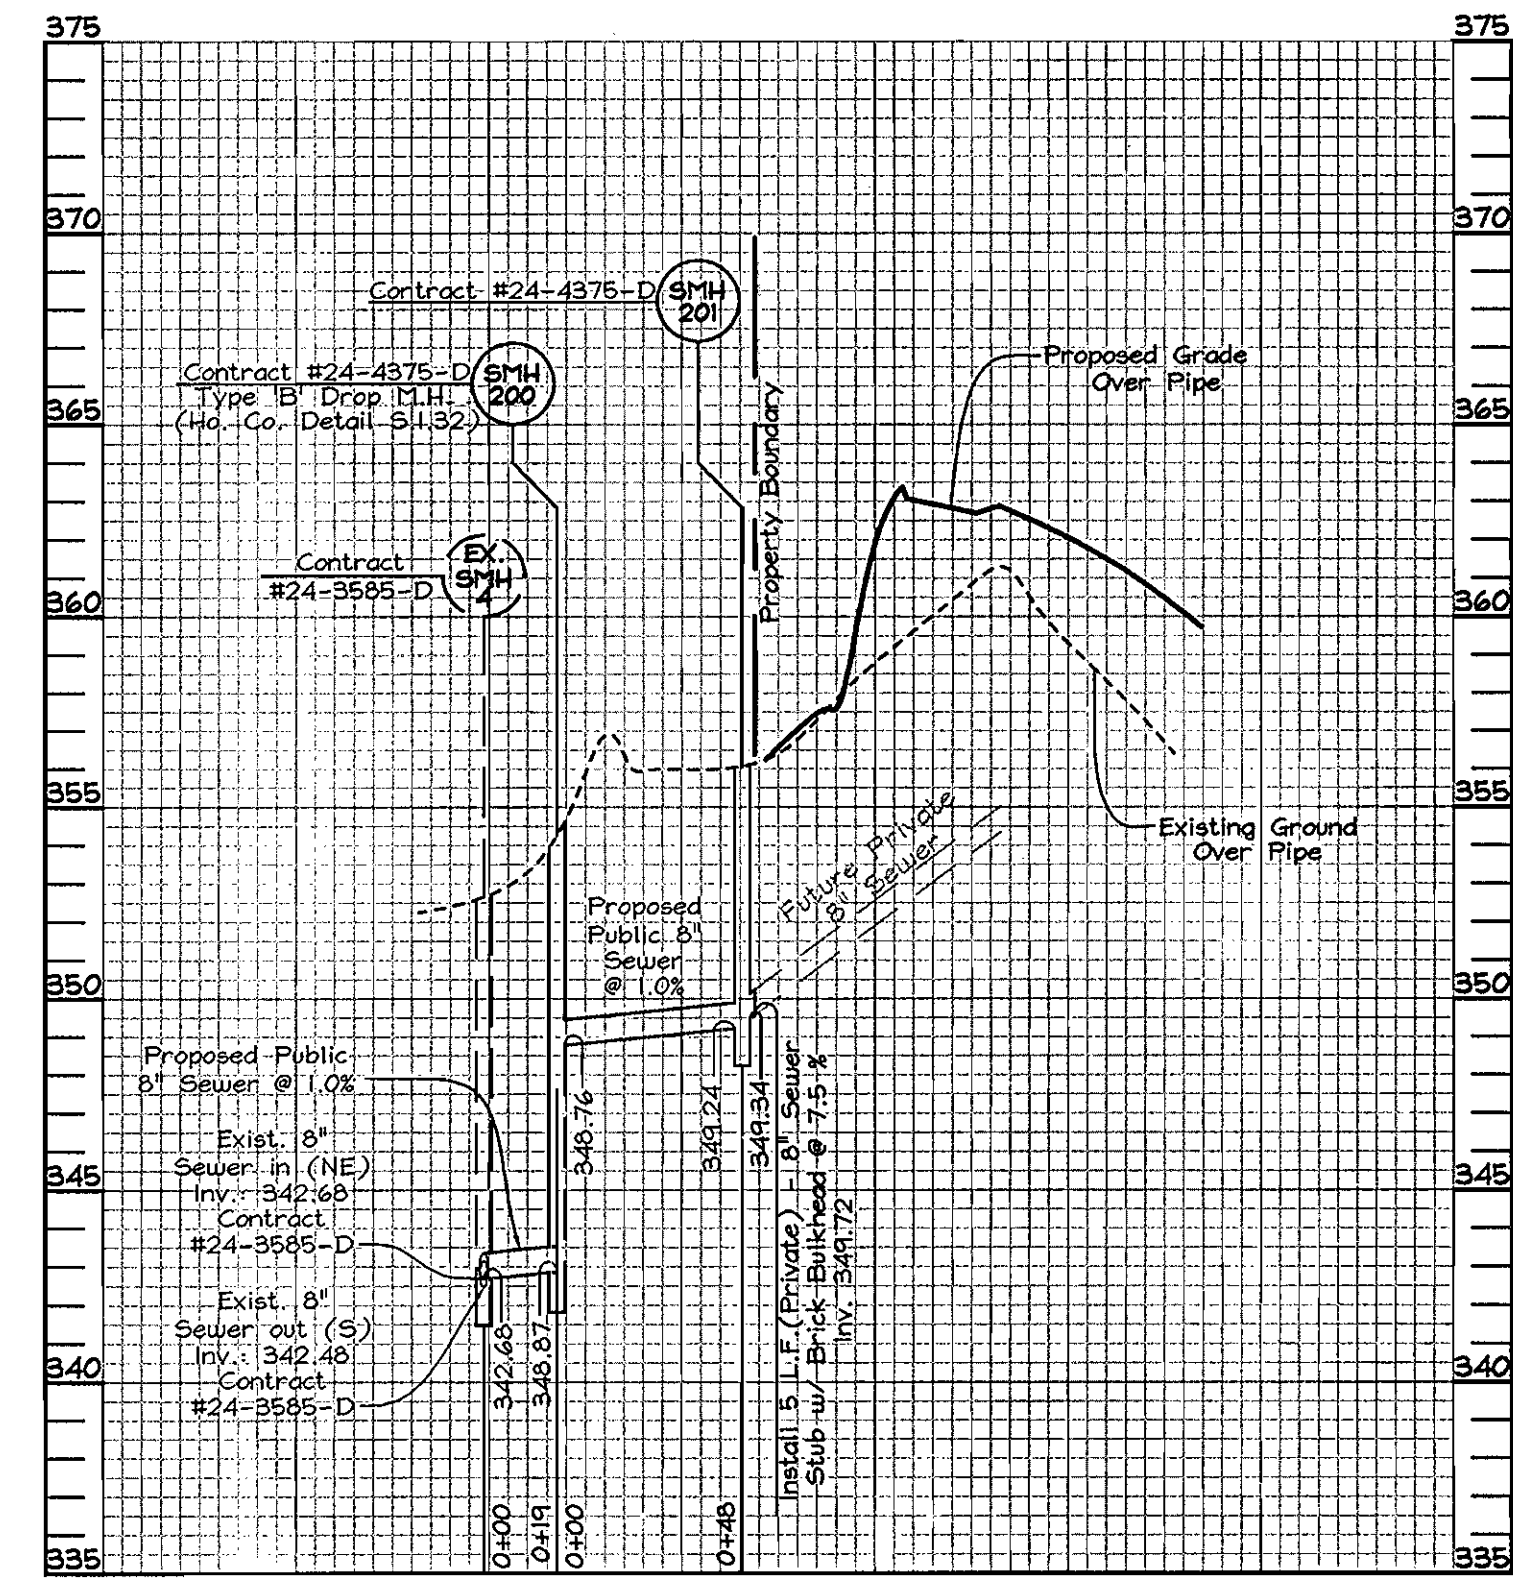 375
375
370
370
Contract #24-4375-D
SMH
201
Contract #24-4375-D
Type 'B' Drop M.H.
(Ho. Co. Detail S.1.32)
SMH
200
Proposed Grade
Over Pipe
365
365
Property Boundary
Contract
#24-3585-D
EX.
SMH
4
360
360
355
355
Existing Ground
Over Pipe
Future Private
8" Sewer
Proposed
Public 8"
Sewer
@ 1.0%
350
350
Proposed Public
8" Sewer @ 1.0%
348.76
349.24
349.34
Install 5 L.F.(Private) - 8" Sewer
Stub w/ Brick Bulkhead @ 7.5 %
Inv. 349.72
Exist. 8"
Sewer in (NE)
Inv.: 342.68
Contract
#24-3585-D
345
345
Exist. 8"
Sewer out (S)
Inv.: 342.48
Contract
#24-3585-D
342.68
348.87
340
340
0+00
0+19
0+00
0+48
335
335